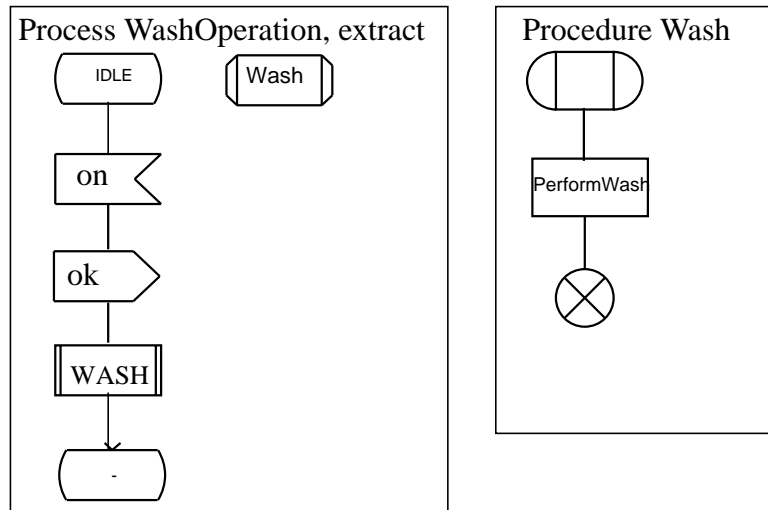 Process WashOperation, extract
IDLE
Wash
on
ok
WASH
-
Procedure Wash
PerformWash